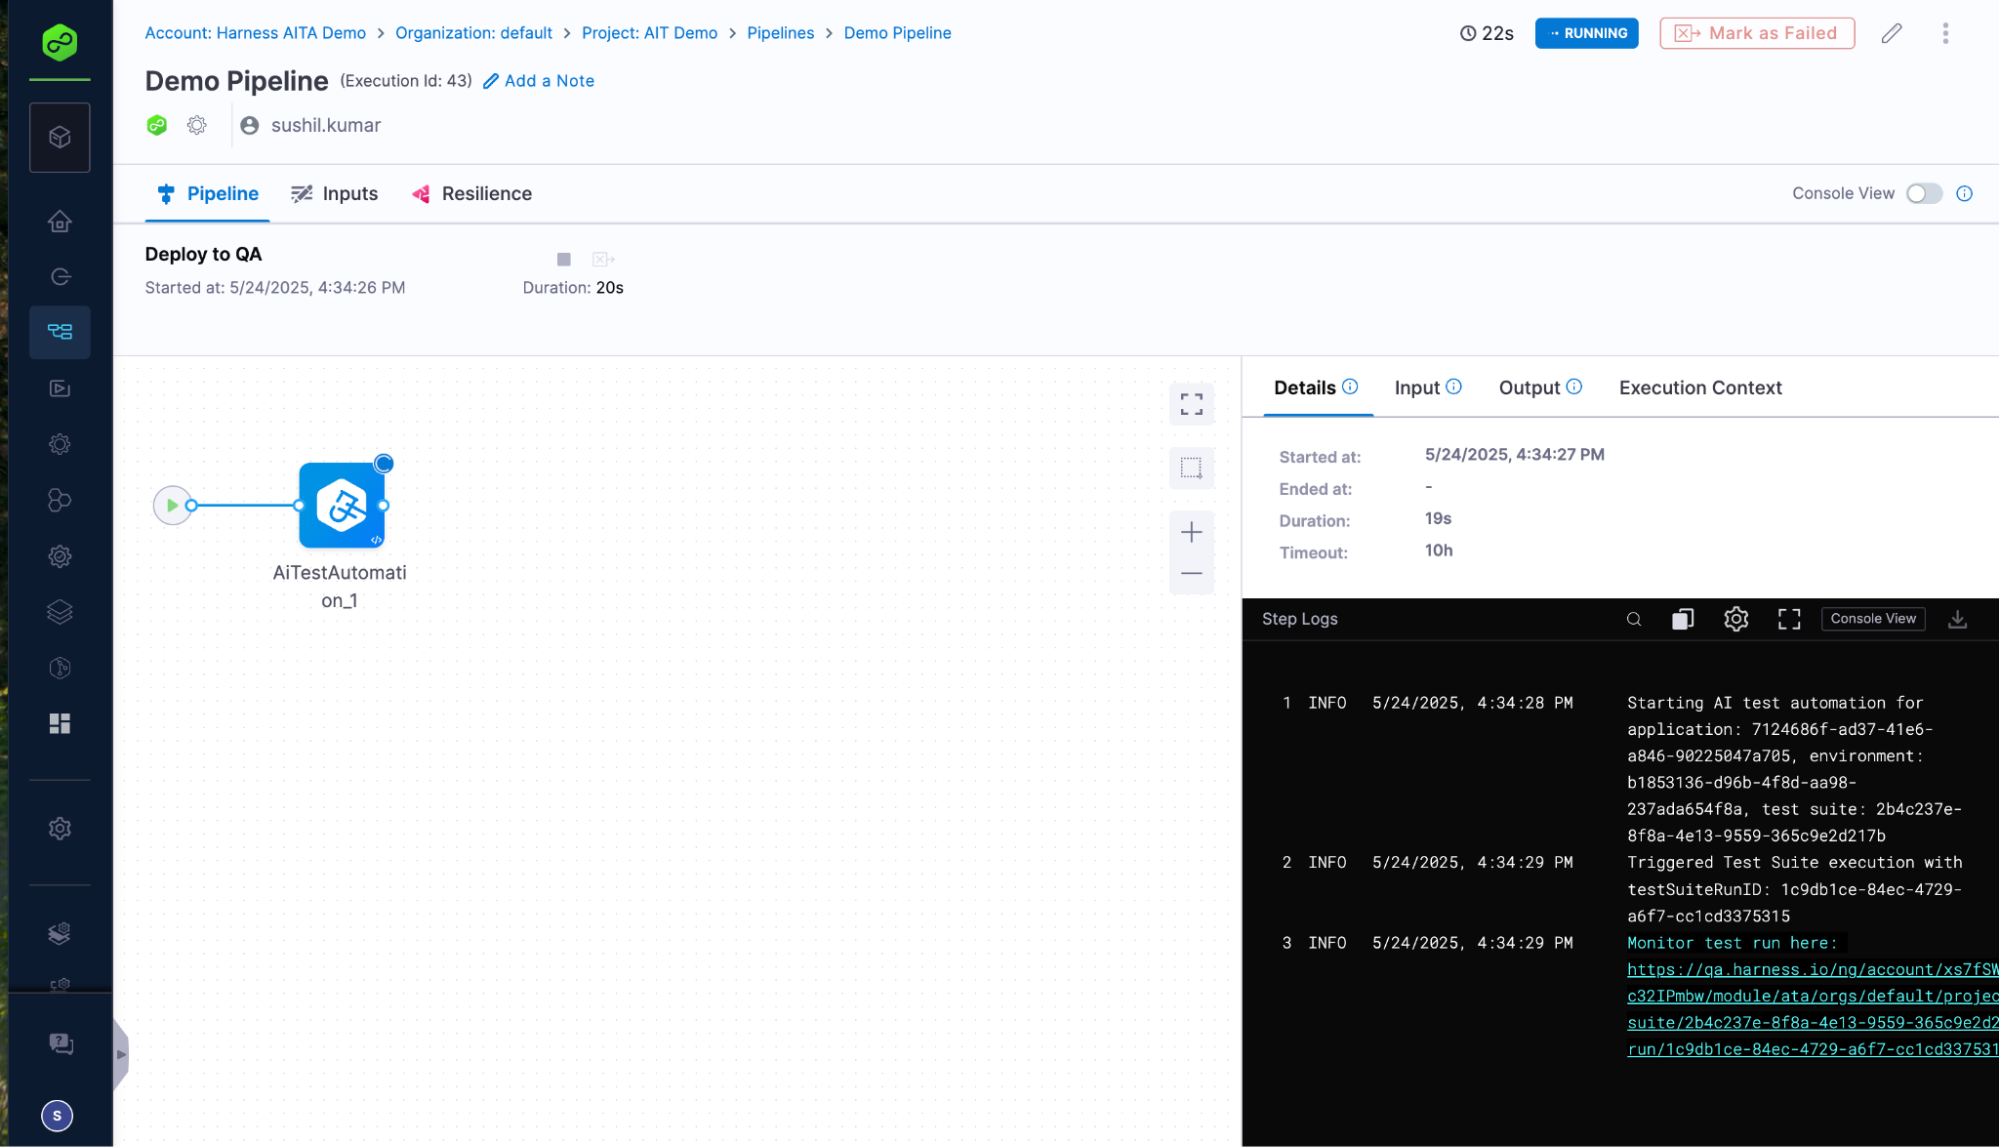 Account: Harness AITA Demo > Organization: default > Project: AIT Demo > Pipelines > Demo Pipeline
22s
RUNNING
Mark as Failed
Demo Pipeline (Execution Id: 43) Add a Note
sushil.kumar
Pipeline
Inputs
Resilience
Console View
Deploy to QA
Started at: 5/24/2025, 4:34:26 PM
Duration: 20s
AiTestAutomati
on_1
Details
Input
Output
Execution Context
Started at: 5/24/2025, 4:34:27 PM
Ended at: -
Duration: 19s
Timeout: 10h
Step Logs
Console View
1 INFO 5/24/2025, 4:34:28 PM Starting AI test automation for
application: 7124686f-ad37-41e6-
a846-90225047a705, environment:
b1853136-d96b-4f8d-aa98-
237ada654f8a, test suite: 2b4c237e-
8f8a-4e13-9559-365c9e2d217b
2 INFO 5/24/2025, 4:34:29 PM Triggered Test Suite execution with
testSuiteRunID: 1c9db1ce-84ec-4729-
a6f7-cc1cd3375315
3 INFO 5/24/2025, 4:34:29 PM Monitor test run here:
https://qa.harness.io/ng/account/xs7fSW
c32IPmbw/module/ata/orgs/default/projec
suite/2b4c237e-8f8a-4e13-9559-365c9e2d2
run/1c9db1ce-84ec-4729-a6f7-cc1cd337531
S